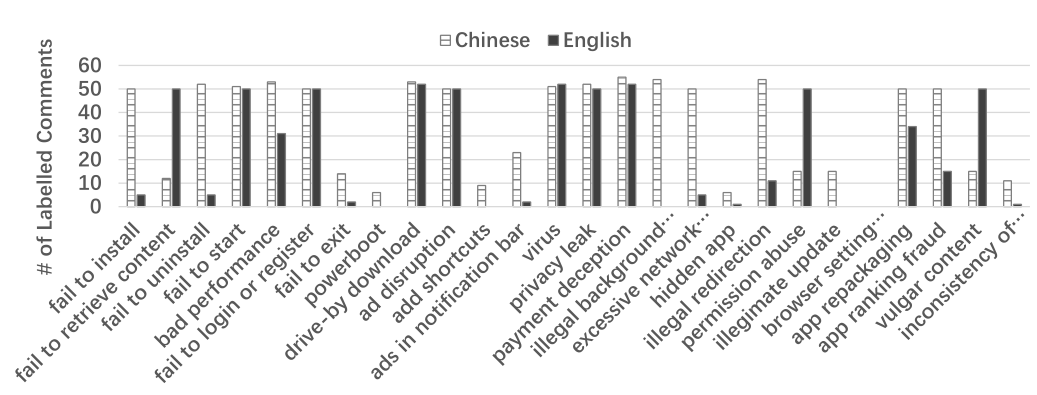 Chinese English
# of Labelled Comments
60
50
40
30
20
10
0
fail to install
fail to retrieve content
fail to uninstall
fail to start
bad performance
fail to login or register
fail to exit
powerboot
drive-by download
ad disruption
add shortcuts
ads in notification bar
virus
privacy leak
payment deception
illegal background…
excessive network…
hidden app
illegal redirection
permission abuse
illegimate update
browser setting…
app repackaging
app ranking fraud
vulgar content
inconsistency of…